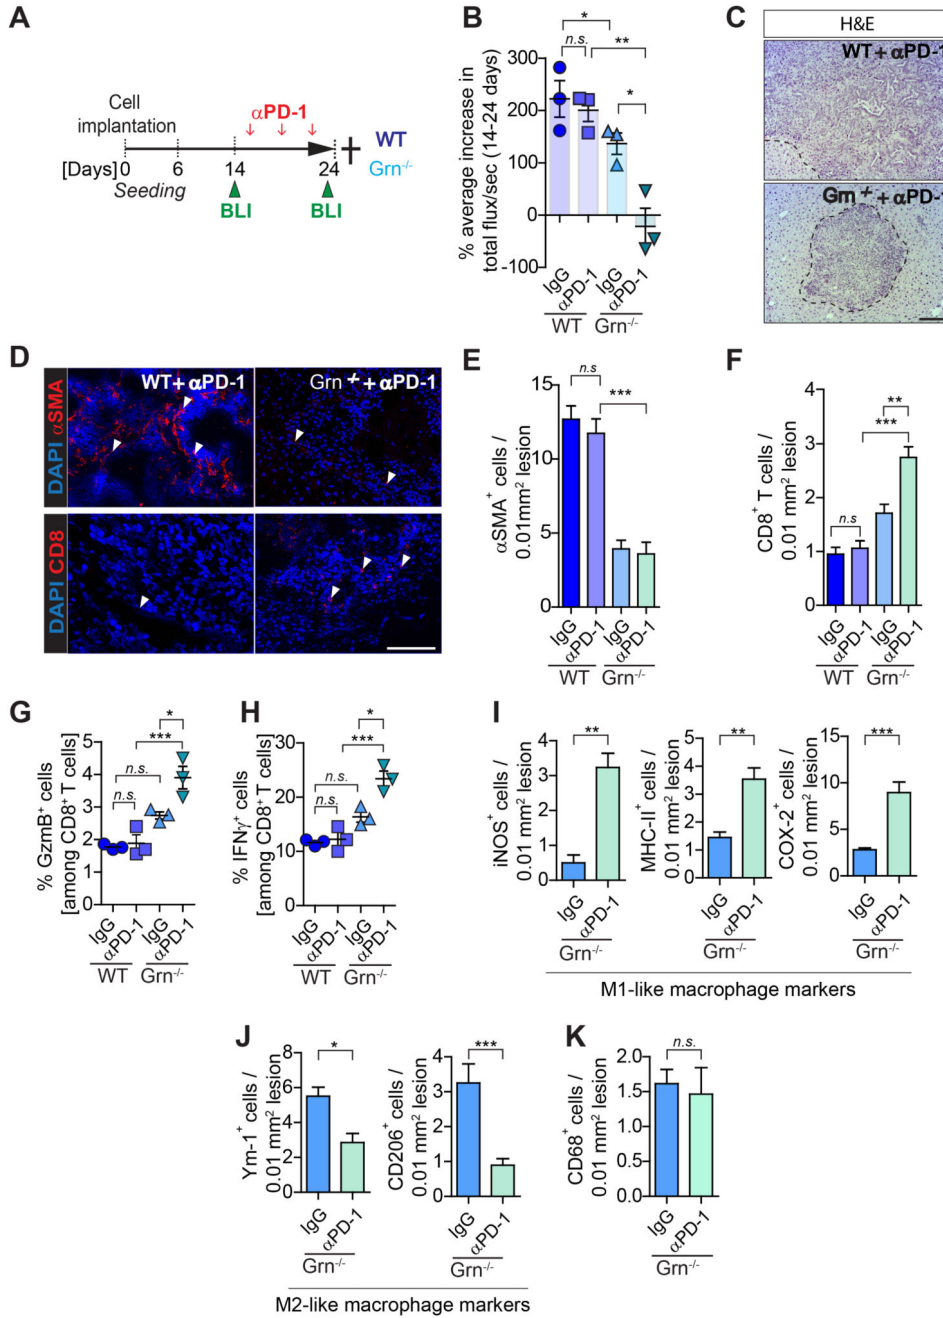 A
Cell
implantation
αPD-1
WT
Grn-/-
[Days] 0 6 14 24
Seeding
BLI BLI
B
% average increase in
total flux/sec (14-24 days)
300
200
100
0
-100
*
n.s.
**
*
IgG
αPD-1
IgG
αPD-1
WT
Grn-/-
C
H&E
WT + αPD-1
Grn-/- + αPD-1
D
DAPI αSMA
WT + αPD-1
Grn-/- + αPD-1
DAPI CD8
E
αSMA+ cells /
0.01mm2 lesion
15
10
5
0
n.s
***
IgG
αPD-1
IgG
αPD-1
WT
Grn-/-
F
CD8+ T cells /
0.01 mm2 lesion
4
3
2
1
0
**
***
n.s
IgG
αPD-1
IgG
αPD-1
WT
Grn-/-
G
% GzmB+ cells
[among CD8+ T cells]
5
4
3
2
1
0
*
***
n.s.
n.s.
IgG
αPD-1
IgG
αPD-1
WT
Grn-/-
H
% IFNγ+ cells
[among CD8+ T cells]
30
20
10
0
*
***
n.s.
n.s.
IgG
αPD-1
IgG
αPD-1
WT
Grn-/-
I
iNOS+ cells /
0.01 mm2 lesion
4
3
2
1
0
**
IgG
αPD-1
Grn-/-
MHC-II+ cells /
0.01 mm2 lesion
5
4
3
2
1
0
**
IgG
αPD-1
Grn-/-
COX-2+ cells /
0.01 mm2 lesion
15
10
5
0
***
IgG
αPD-1
Grn-/-
M1-like macrophage markers
J
Ym-1+ cells /
0.01 mm2 lesion
8
6
4
2
0
*
IgG
αPD-1
Grn-/-
CD206+ cells /
0.01 mm2 lesion
4
3
2
1
0
***
IgG
αPD-1
Grn-/-
M2-like macrophage markers
K
CD68+ cells /
0.01 mm2 lesion
2.0
1.5
1.0
0.5
0
n.s.
IgG
αPD-1
Grn-/-